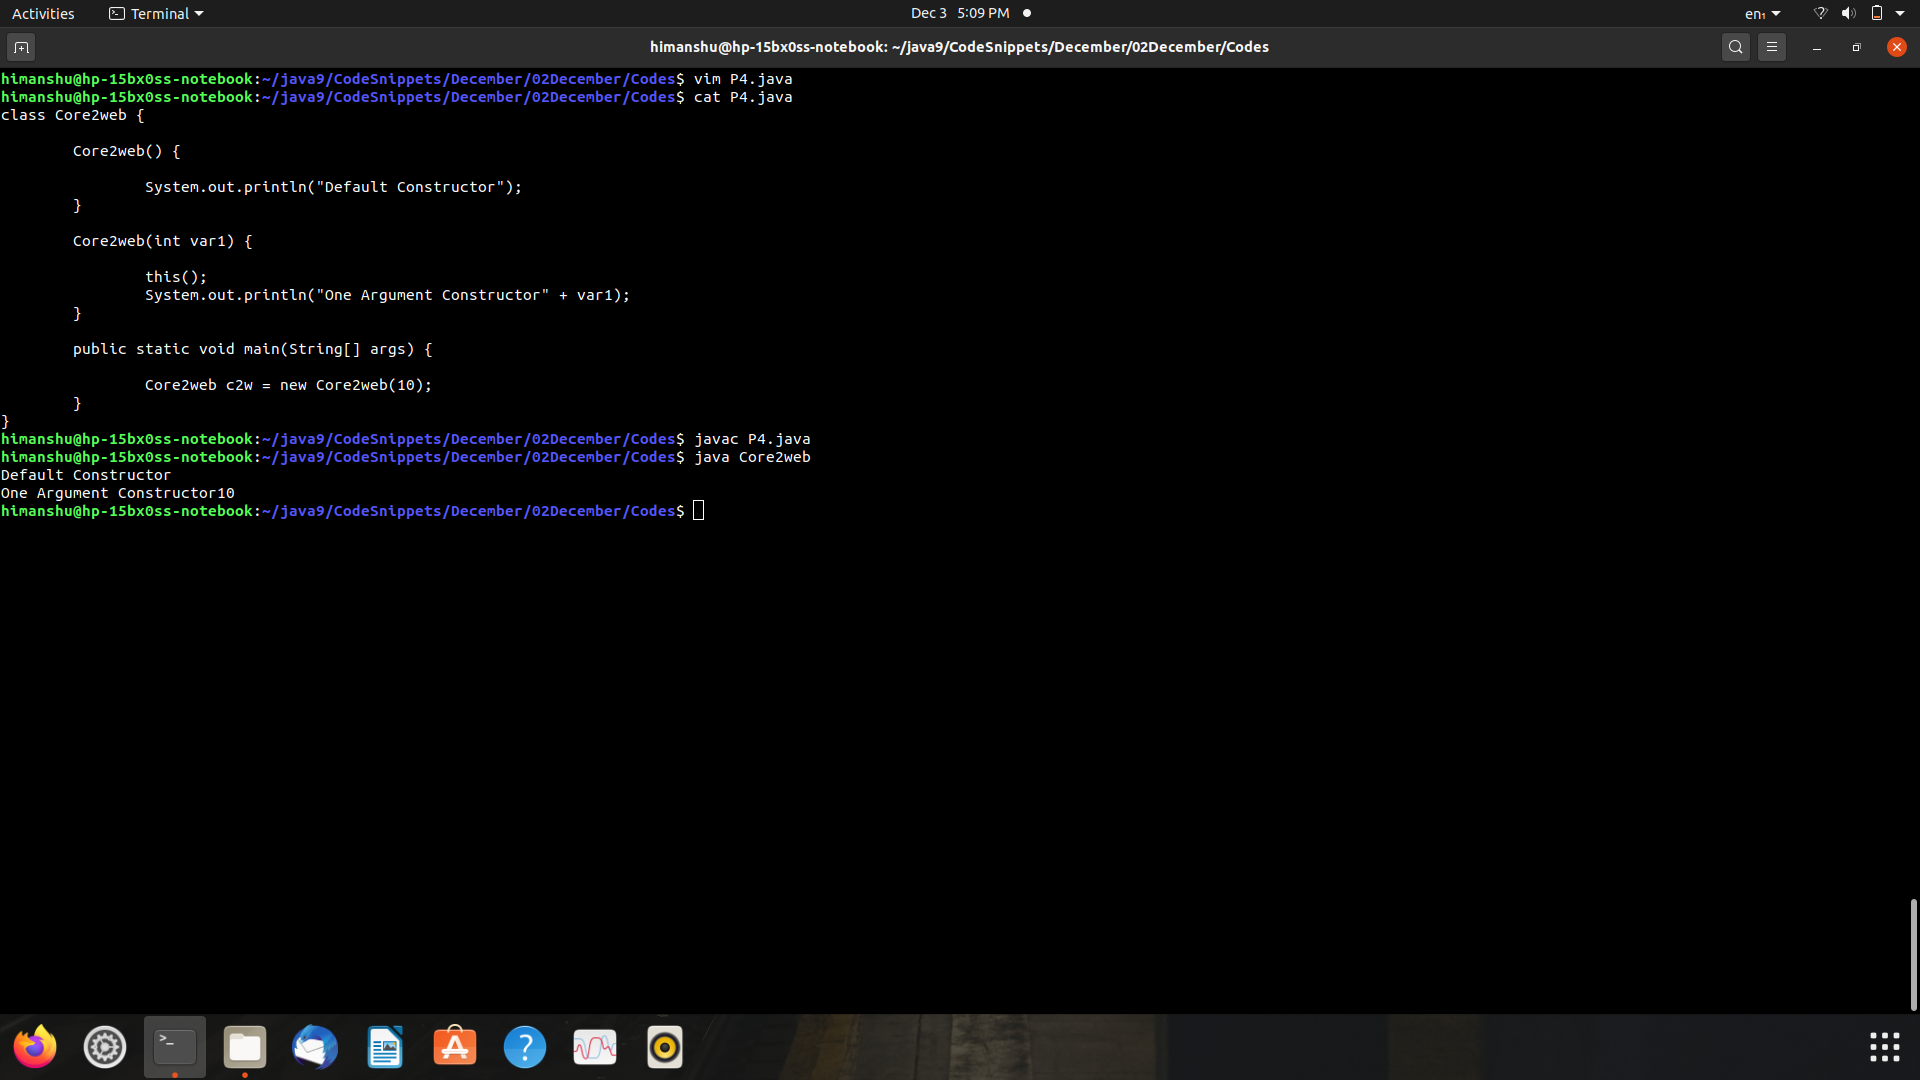 Activities Terminal Dec 3 5:09 PM en₁
himanshu@hp-15bx0ss-notebook: ~/java9/CodeSnippets/December/02December/Codes
himanshu@hp-15bx0ss-notebook:~/java9/CodeSnippets/December/02December/Codes$ vim P4.java
himanshu@hp-15bx0ss-notebook:~/java9/CodeSnippets/December/02December/Codes$ cat P4.java
class Core2web {
        Core2web() {
                System.out.println("Default Constructor");
        }
        Core2web(int var1) {
                this();
                System.out.println("One Argument Constructor" + var1);
        }
        public static void main(String[] args) {
                Core2web c2w = new Core2web(10);
        }
}
himanshu@hp-15bx0ss-notebook:~/java9/CodeSnippets/December/02December/Codes$ javac P4.java
himanshu@hp-15bx0ss-notebook:~/java9/CodeSnippets/December/02December/Codes$ java Core2web
Default Constructor
One Argument Constructor10
himanshu@hp-15bx0ss-notebook:~/java9/CodeSnippets/December/02December/Codes$